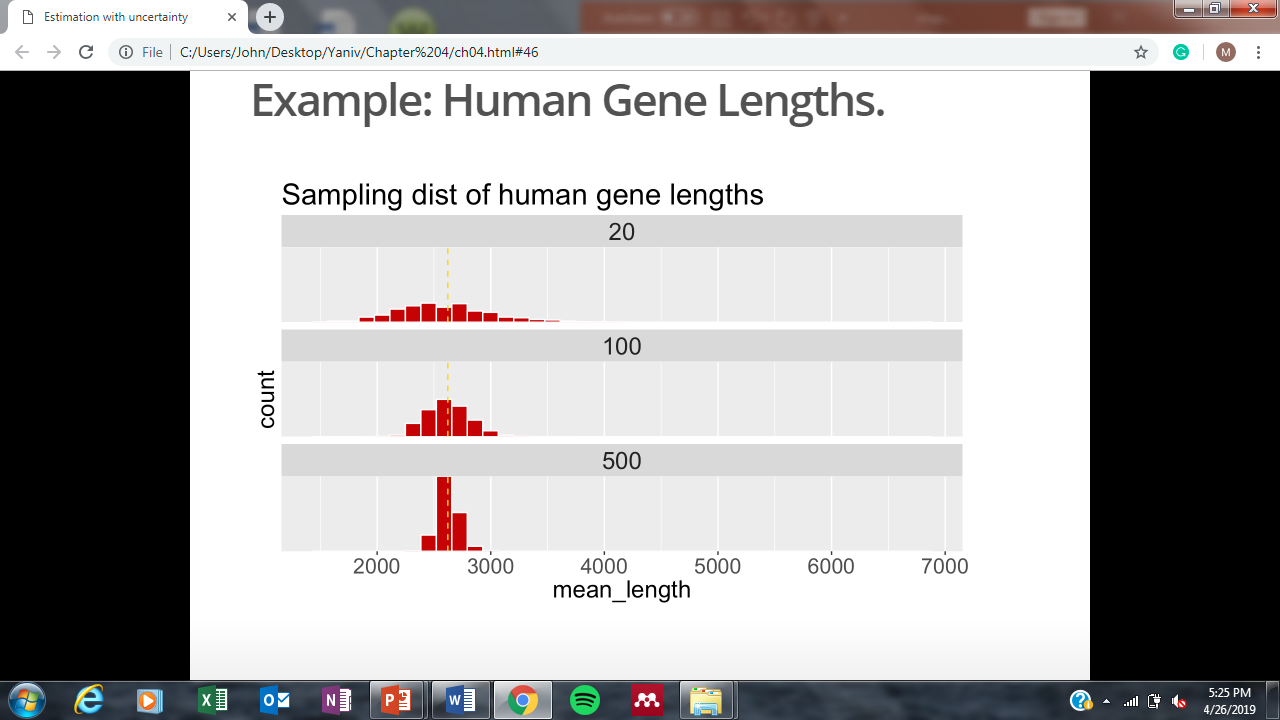 Estimation with uncertainty
File
C:/Users/John/Desktop/Yaniv/Chapter%204/ch04.html#46
M
Example: Human Gene Lengths.
Sampling dist of human gene lengths
20
100
500
count
2000 3000 4000 5000 6000 7000
mean_length
5:25 PM
4/26/2019